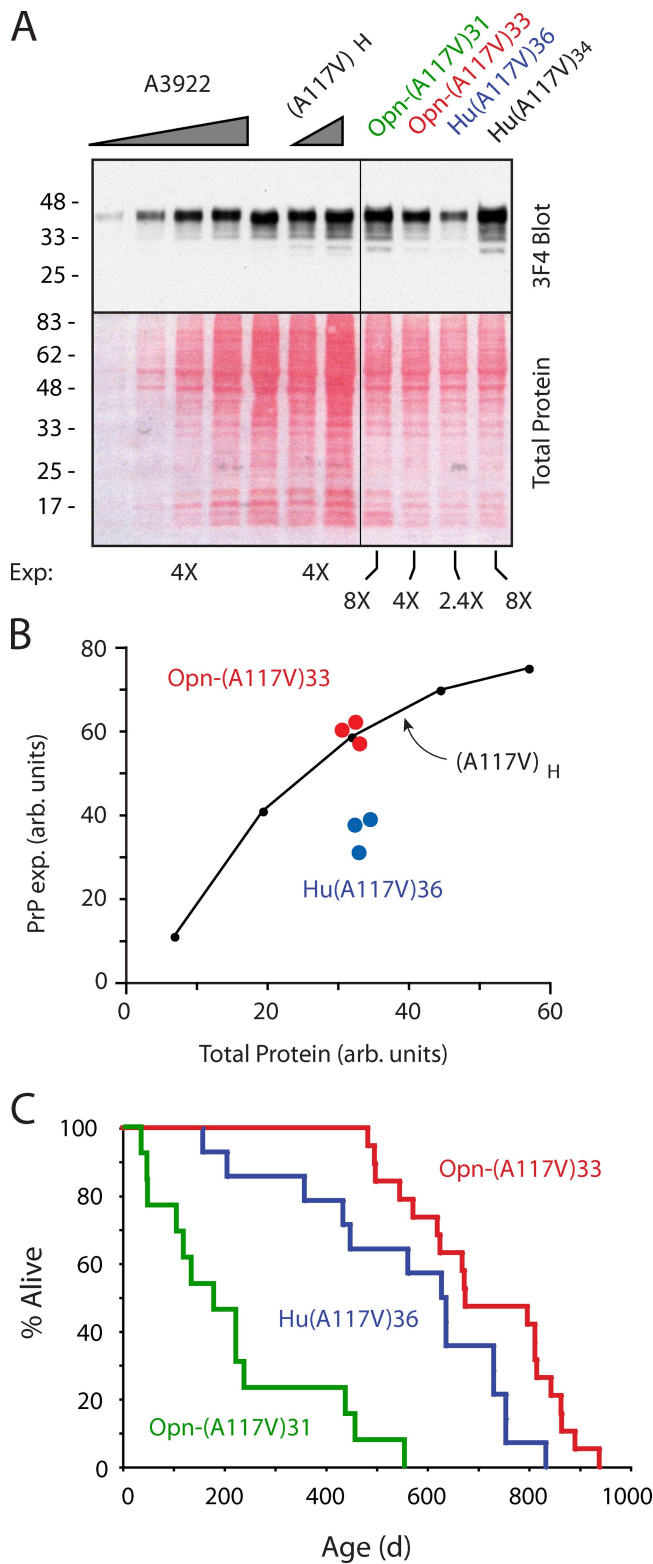 A
A3922
(A117V) H
Opn-(A117V)31
Opn-(A117V)33
Hu(A117V)36
Hu(A117V)34
48 -
33 -
25 -
3F4 Blot
83 -
62 -
48 -
33 -
25 -
17 -
Total Protein
Exp: 4X 4X
8X 4X 2.4X 8X
B
80
60
40
20
0
PrP exp. (arb. units)
Opn-(A117V)33
(A117V) H
Hu(A117V)36
0 20 40 60
Total Protein (arb. units)
C
100
80
60
40
20
0
% Alive
Opn-(A117V)33
Hu(A117V)36
Opn-(A117V)31
0 200 400 600 800 1000
Age (d)